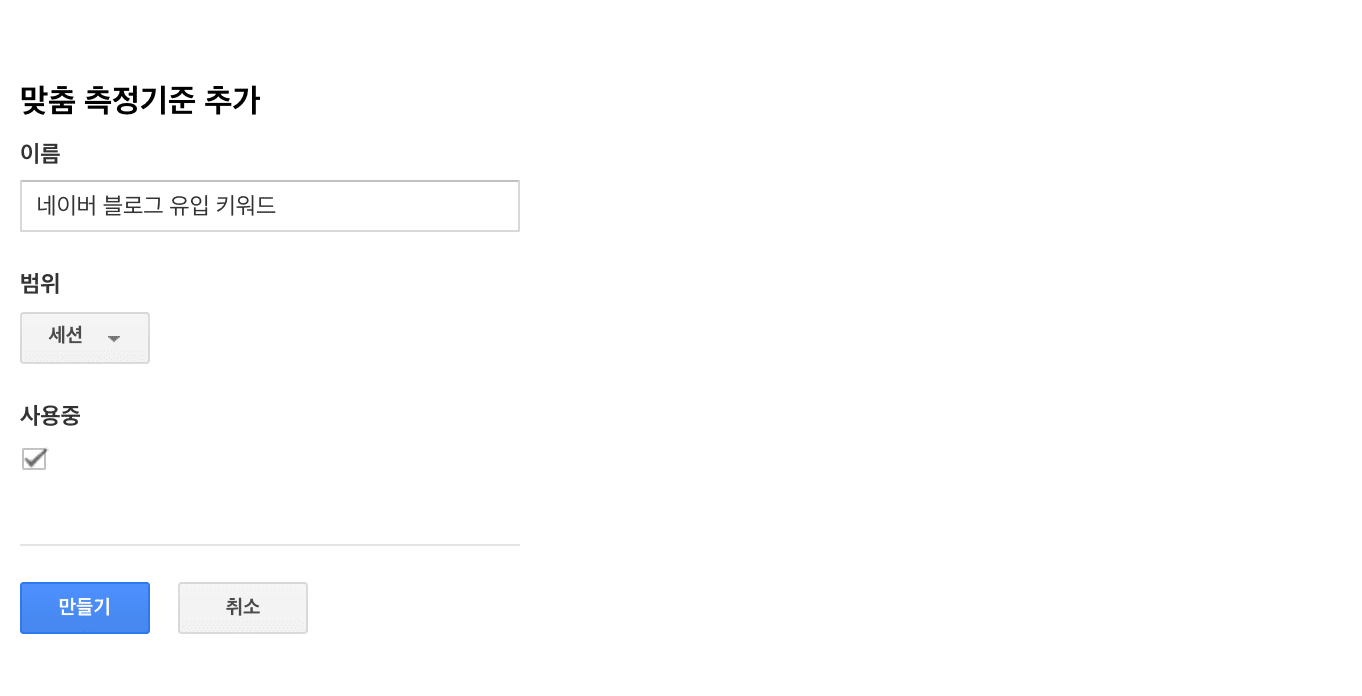 맞춤 측정기준 추가
이름
네이버 블로그 유입 키워드
범위
세션
사용중
만들기 취소